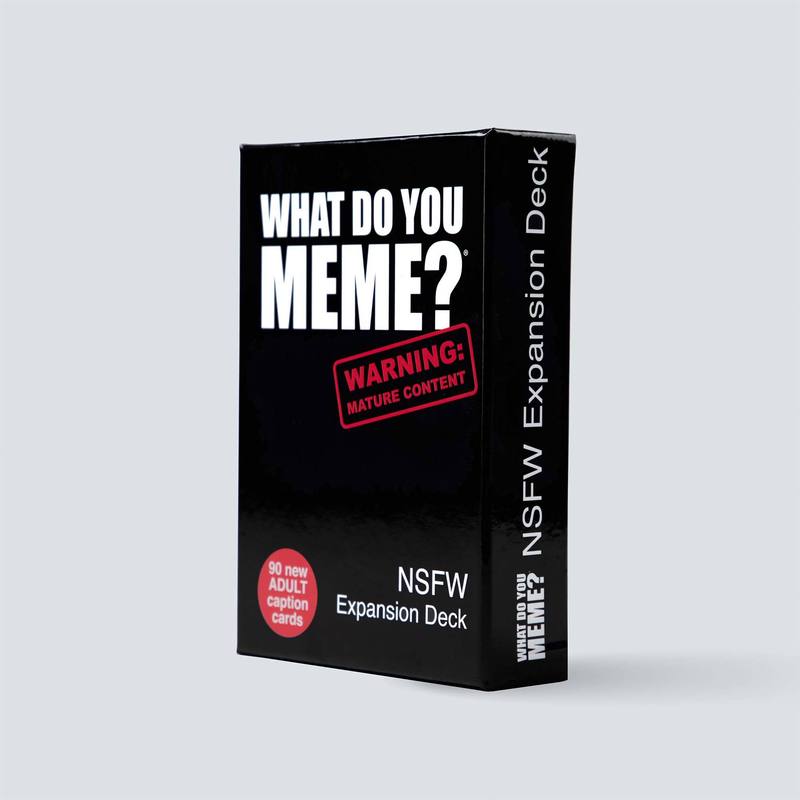 WHAT DO YOU
MEME?®
WARNING:
MATURE CONTENT
90 new
ADULT
caption
cards
NSFW
Expansion Deck
WHAT DO YOU
MEME?
NSFW Expansion Deck